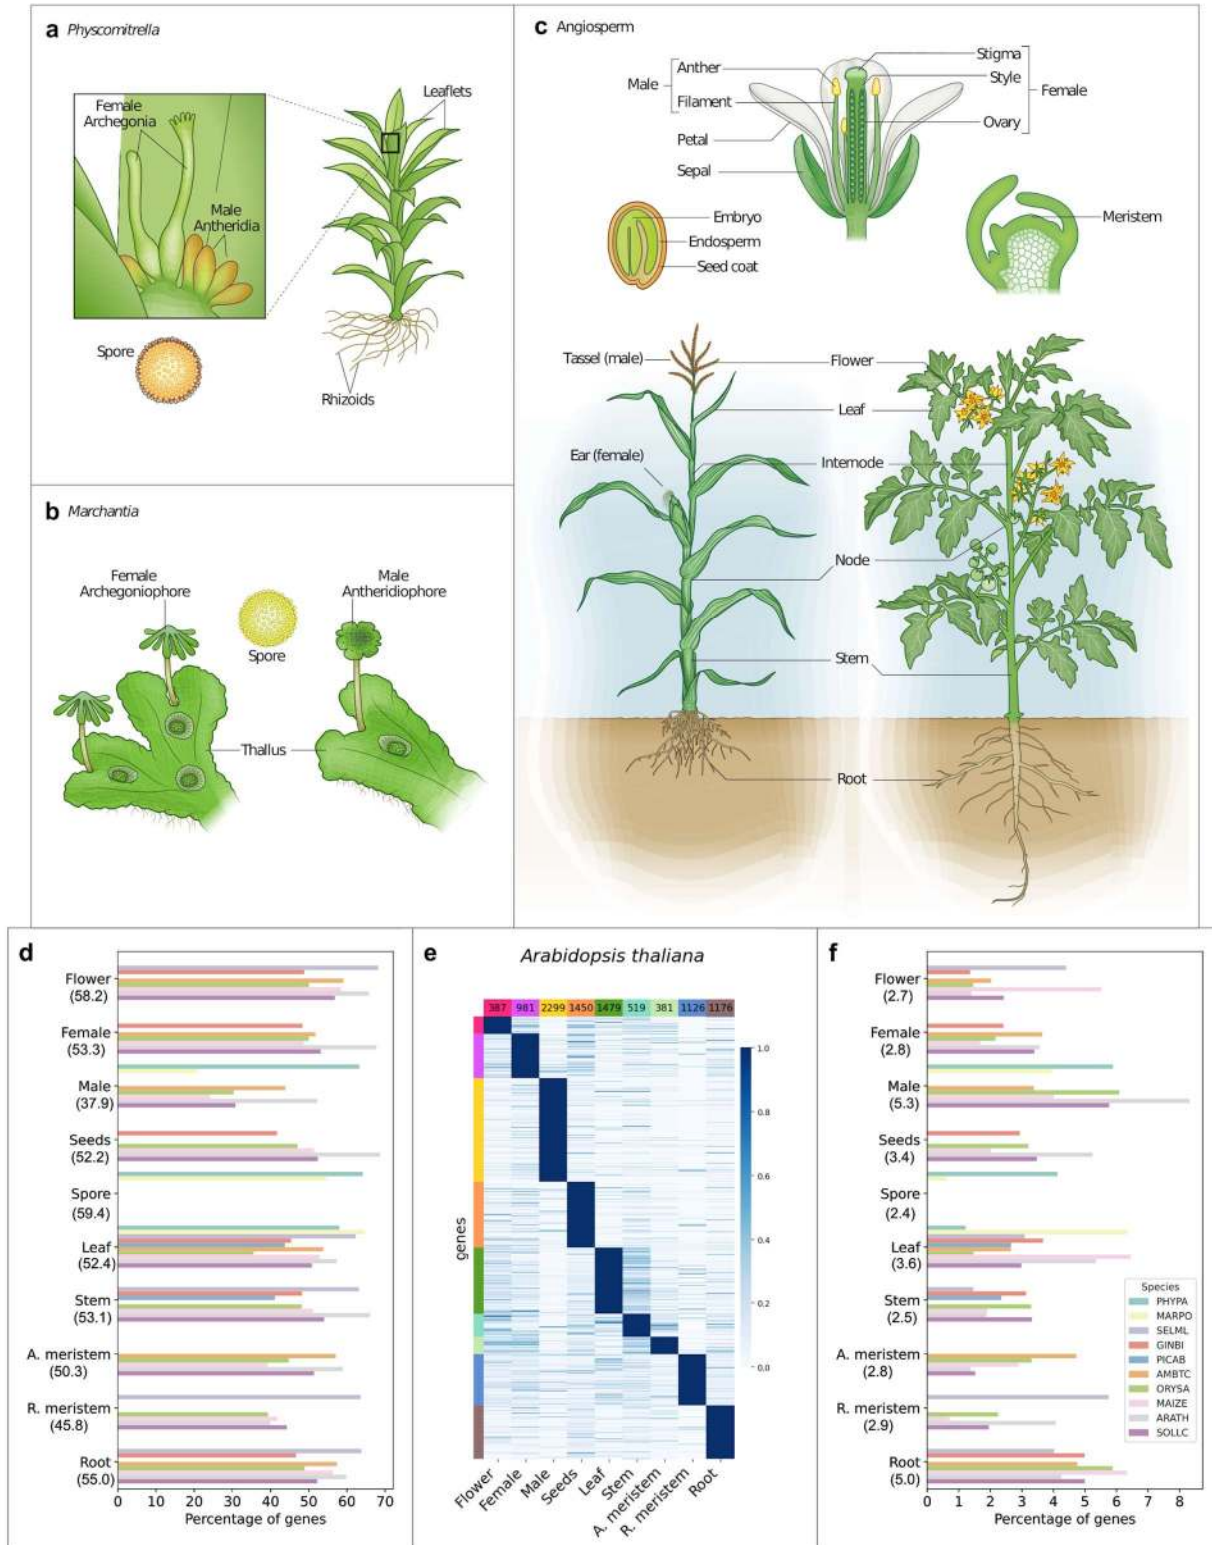 a Physcomitrella
Female
Archegonia
Leaflets
Male
Antheridia
Spore
Rhizoids
b Marchantia
Female
Archegoniophore
Male
Antheridiophore
Spore
Thallus
c Angiosperm
Stigma
Anther
Style
Male
Female
Filament
Ovary
Petal
Sepal
Embryo
Meristem
Endosperm
Seed coat
Tassel (male)
Flower
Leaf
Ear (female)
Internode
Node
Stem
Root
d
Flower
(58.2)
Female
(53.3)
Male
(37.9)
Seeds
(52.2)
Spore
(59.4)
Leaf
(52.4)
Stem
(53.1)
A. meristem
(50.3)
R. meristem
(45.8)
Root
(55.0)
0 10 20 30 40 50 60 70
Percentage of genes
e Arabidopsis thaliana
387 981 2299 1450 1479 519 381 1126 1176
genes
1.0
0.8
0.6
0.4
0.2
0.0
Flower
Female
Male
Seeds
Leaf
Stem
A. meristem
R. meristem
Root
f
Flower
(2.7)
Female
(2.8)
Male
(5.3)
Seeds
(3.4)
Spore
(2.4)
Leaf
(3.6)
Stem
(2.5)
A. meristem
(2.8)
R. meristem
(2.9)
Root
(5.0)
Species
PHYPA
MARPO
SELML
GINBI
PICAB
AMBTC
ORYSA
MAIZE
ARATH
SOLLC
0 1 2 3 4 5 6 7 8
Percentage of genes